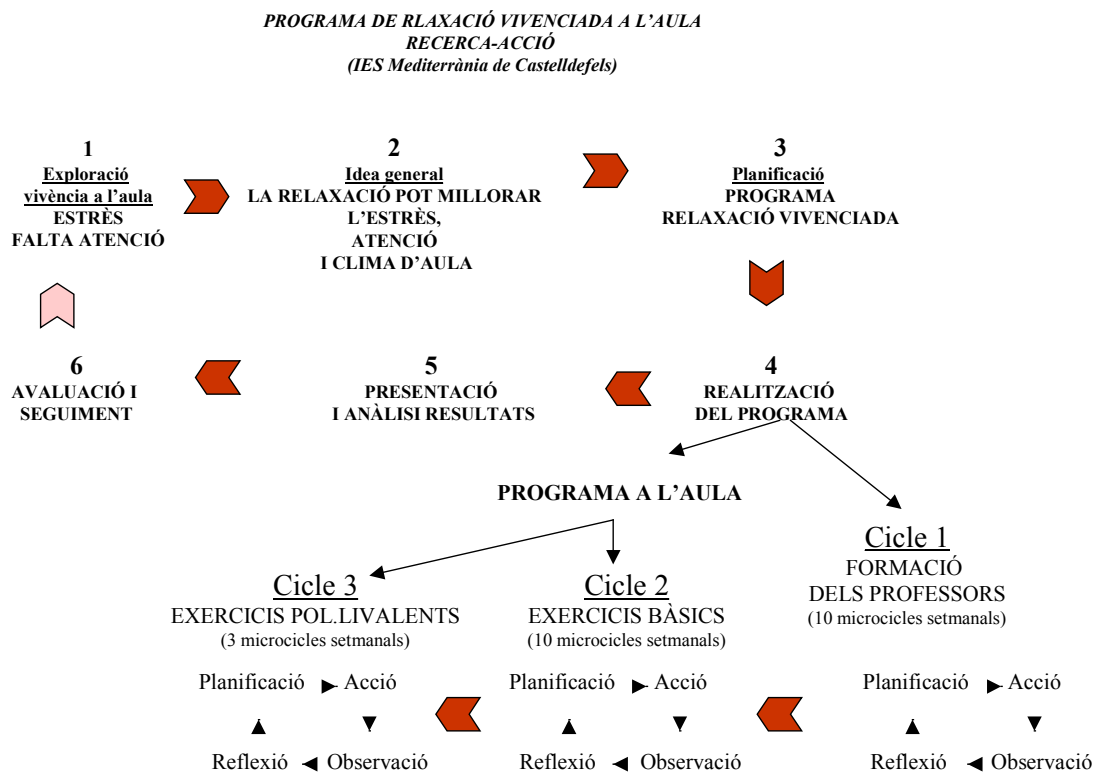 PROGRAMA DE RLAXACIÓ VIVENCIADA A L'AULA
RECERCA-ACCIÓ
(IES Mediterrània de Castelldefels)
1
Exploració
vivència a l'aula
ESTRÈS
FALTA ATENCIÓ
2
Idea general
LA RELAXACIÓ POT MILLORAR
L'ESTRÈS,
ATENCIÓ
I CLIMA D'AULA
3
Planificació
PROGRAMA
RELAXACIÓ VIVENCIADA
6
AVALUACIÓ I
SEGUIMENT
5
PRESENTACIÓ
I ANÀLISI RESULTATS
4
REALITZACIÓ
DEL PROGRAMA
PROGRAMA A L'AULA
Cicle 3
EXERCICIS POL.LIVALENTS
(3 microcicles setmanals)
Cicle 2
EXERCICIS BÀSICS
(10 microcicles setmanals)
Cicle 1
FORMACIÓ
DELS PROFESSORS
(10 microcicles setmanals)
Planificació Acció
Reflexió Observació
Planificació Acció
Reflexió Observació
Planificació Acció
Reflexió Observació